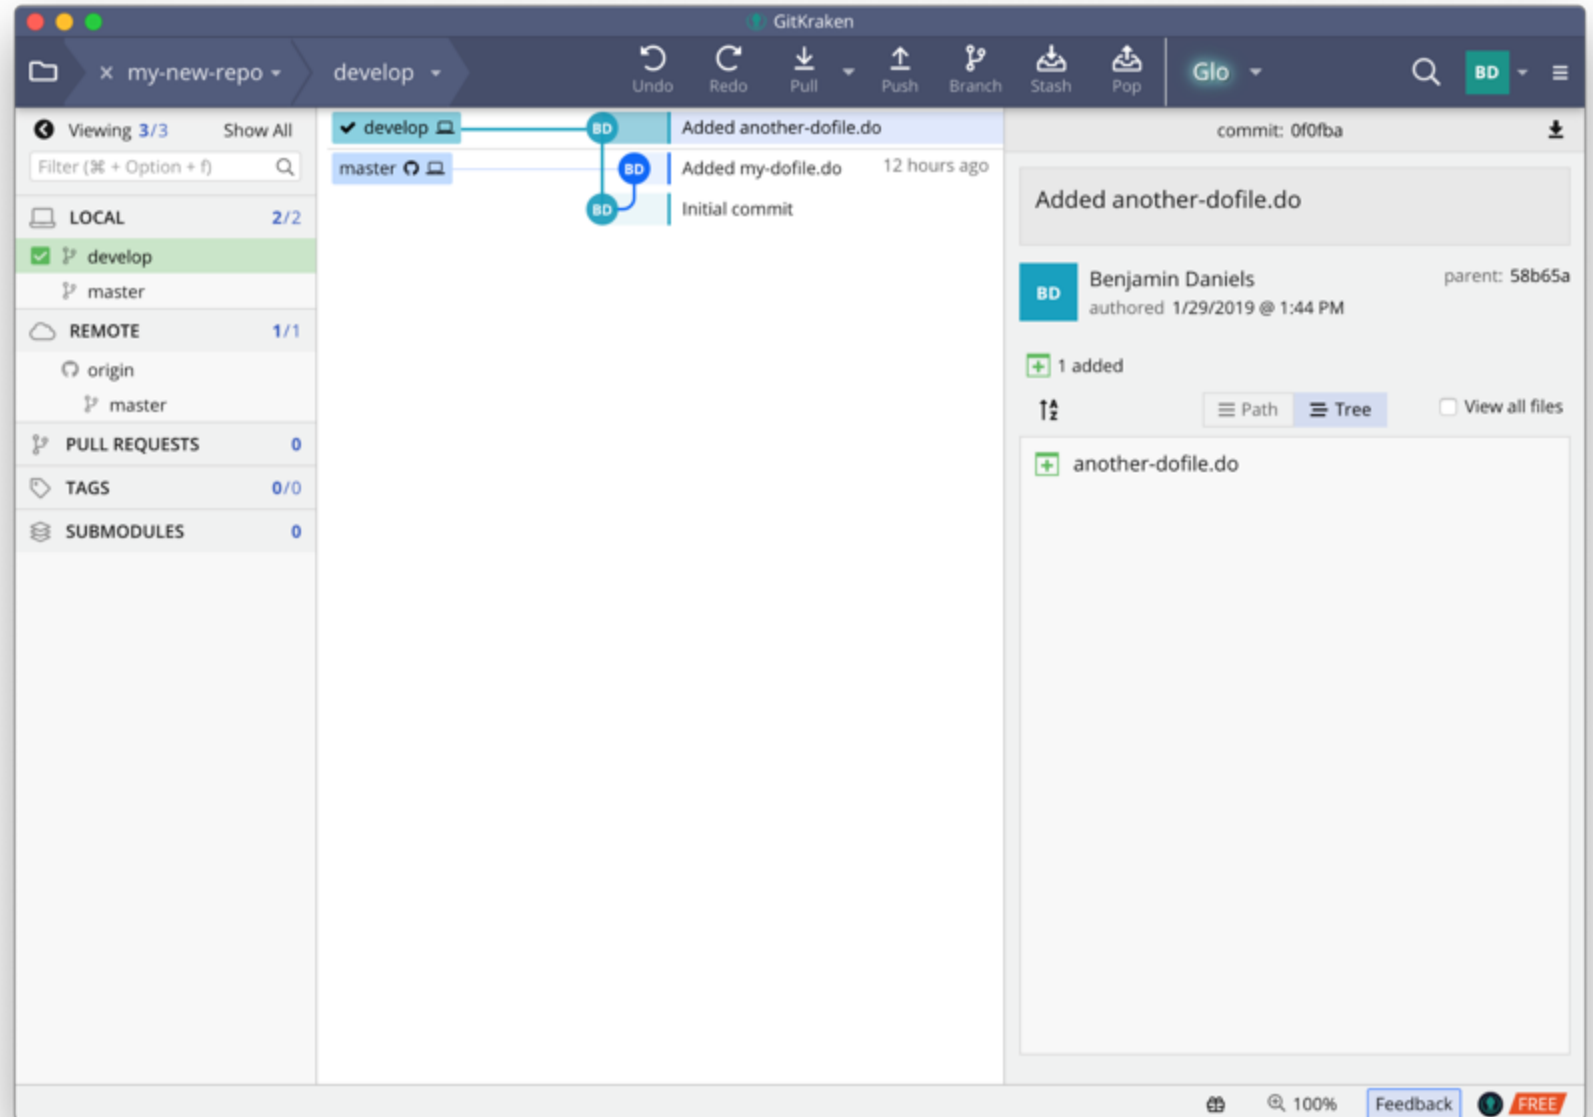 GitKraken
my-new-repo
develop
Undo
Redo
Pull
Push
Branch
Stash
Pop
Glo
BD
Viewing 3/3 Show All
Filter (⌘ + Option + f)
LOCAL 2/2
develop
master
REMOTE 1/1
origin
master
PULL REQUESTS 0
TAGS 0/0
SUBMODULES 0
develop BD Added another-dofile.do
master BD Added my-dofile.do 12 hours ago
BD Initial commit
commit: 0f0fba
Added another-dofile.do
BD
Benjamin Daniels
authored 1/29/2019 @ 1:44 PM
parent: 58b65a
1 added
A
Z
Path
Tree
View all files
another-dofile.do
100%
Feedback
FREE